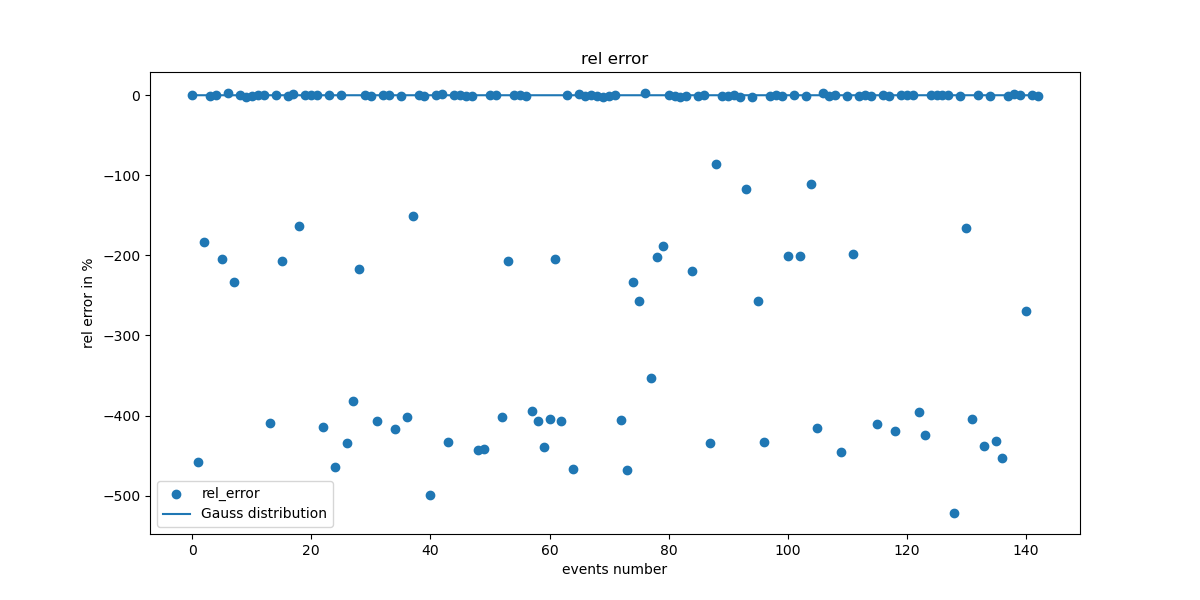 rel error
rel error in %
0
−100
−200
−300
−400
−500
rel_error
Gauss distribution
0 20 40 60 80 100 120 140
events number